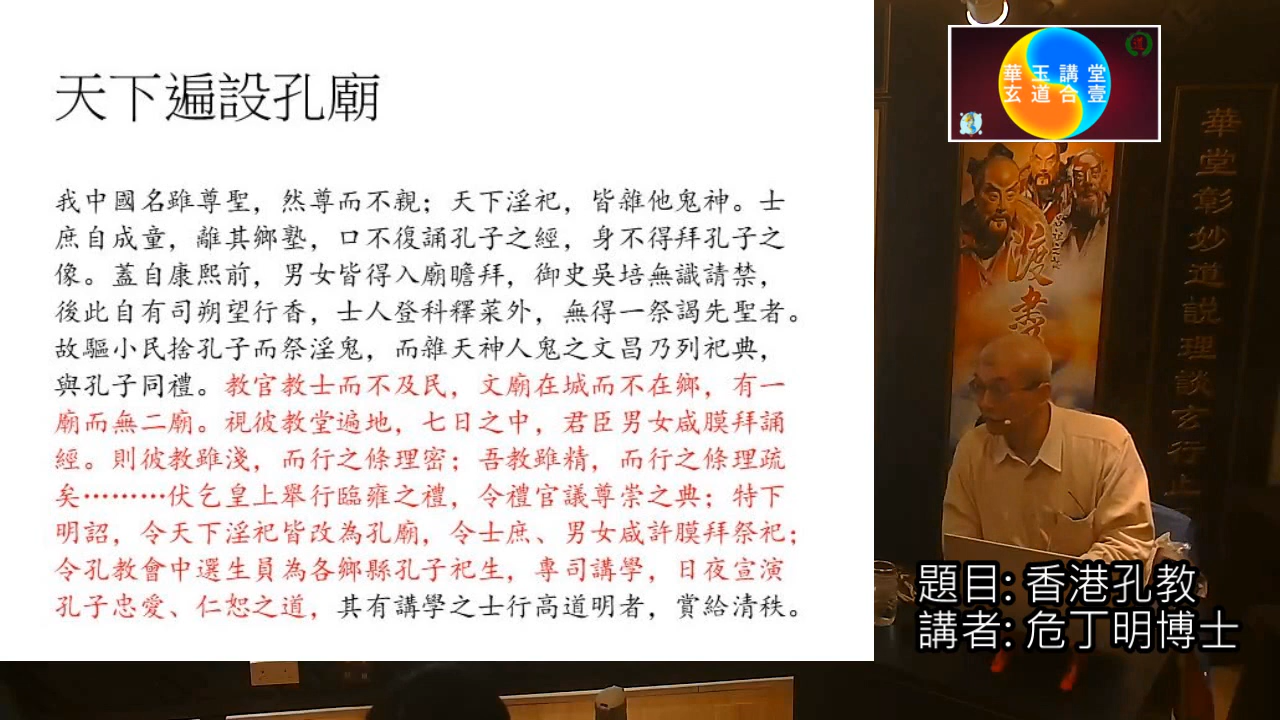 天下遍設孔廟
我中國名雖尊聖，然尊而不親；天下淫祀，皆雜他鬼神。士
庶自成童，離其鄉塾，口不復誦孔子之經，身不得拜孔子之
像。蓋自康熙前，男女皆得入廟瞻拜，御史吳培無識請禁，
後此自有司朔望行香，士人登科釋菜外，無得一祭謁先聖者。
故驅小民捨孔子而祭淫鬼，而雜天神人鬼之文昌乃列祀典，
與孔子同禮。教官教士而不及民，文廟在城而不在鄉，有一
廟而無二廟。視彼教堂遍地，七日之中，君臣男女咸膜拜誦
經。則彼教雖淺，而行之條理密；吾教雖精，而行之條理疏
矣………伏乞皇上舉行臨雍之禮，令禮官議尊崇之典；特下
明詔，令天下淫祀皆改為孔廟，令士庶、男女咸許膜拜祭祀；
令孔教會中選生員為各鄉縣孔子祀生，專司講學，日夜宣演
孔子忠愛、仁恕之道，其有講學之士行高道明者，賞給清秩。
華玉講堂
玄道合壹
道
渡書
華堂彰妙道説理談玄行止
題目: 香港孔教
講者: 危丁明博士